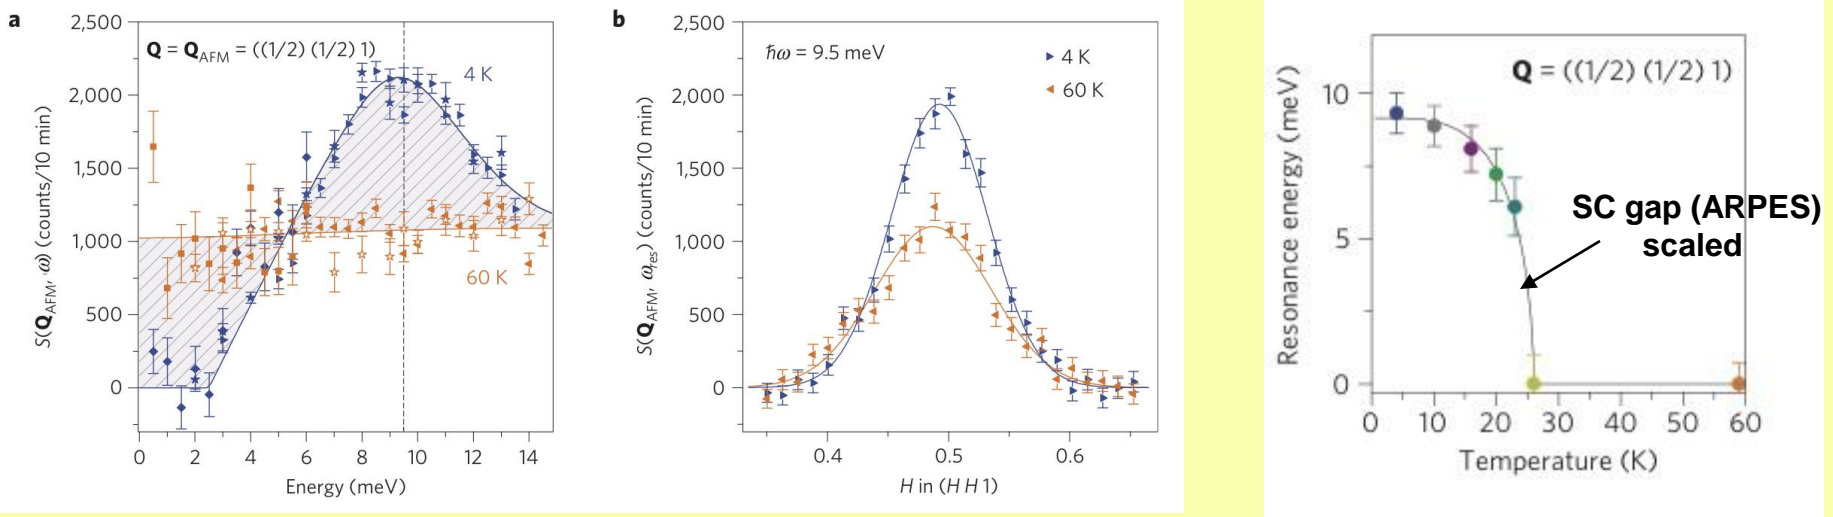 a
2,500
2,000
1,500
1,000
500
0
S(Q_AFM, ω) (counts/10 min)
Q = Q_AFM = ((1/2) (1/2) 1)
4 K
60 K
0 2 4 6 8 10 12 14
Energy (meV)
b
2,500
2,000
1,500
1,000
500
0
S(Q_AFM, ω_res) (counts/10 min)
ℏω = 9.5 meV
4 K
60 K
0.4 0.5 0.6
H in (H H 1)
Resonance energy (meV)
10
5
0
Q = ((1/2) (1/2) 1)
SC gap (ARPES)
scaled
0 10 20 30 40 50 60
Temperature (K)